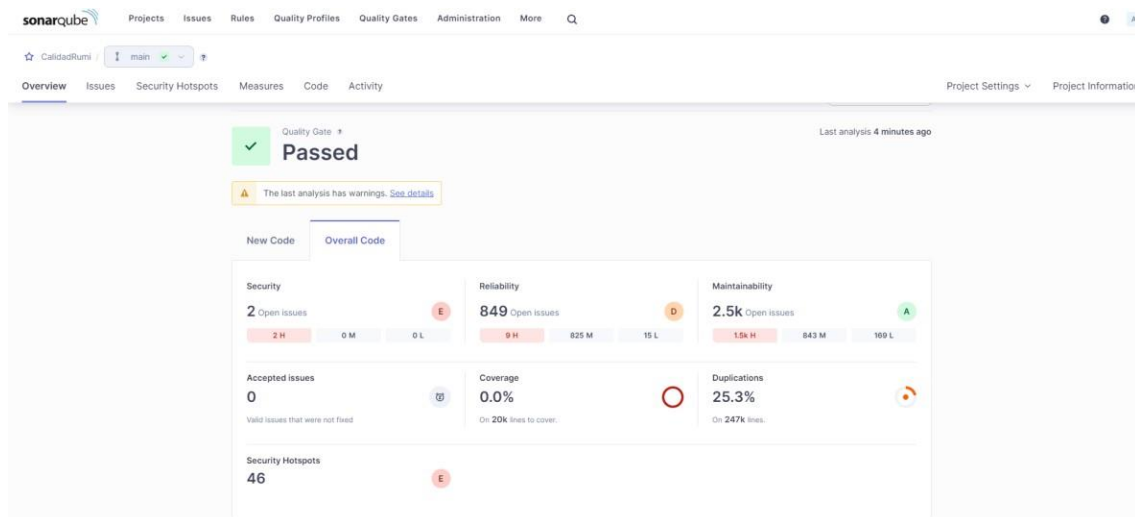 sonarqube Projects Issues Rules Quality Profiles Quality Gates Administration More
CalidadRumi / main
Overview Issues Security Hotspots Measures Code Activity Project Settings Project Information
Quality Gate
Passed
Last analysis 4 minutes ago
The last analysis has warnings. See details
New Code Overall Code
Security
2 Open issues E
2 H 0 M 0 L
Reliability
849 Open issues D
9 H 825 M 15 L
Maintainability
2.5k Open issues A
1.5k H 843 M 169 L
Accepted issues
0
Valid issues that were not fixed
Coverage
0.0%
On 20k lines to cover.
Duplications
25.3%
On 247k lines.
Security Hotspots
46 E